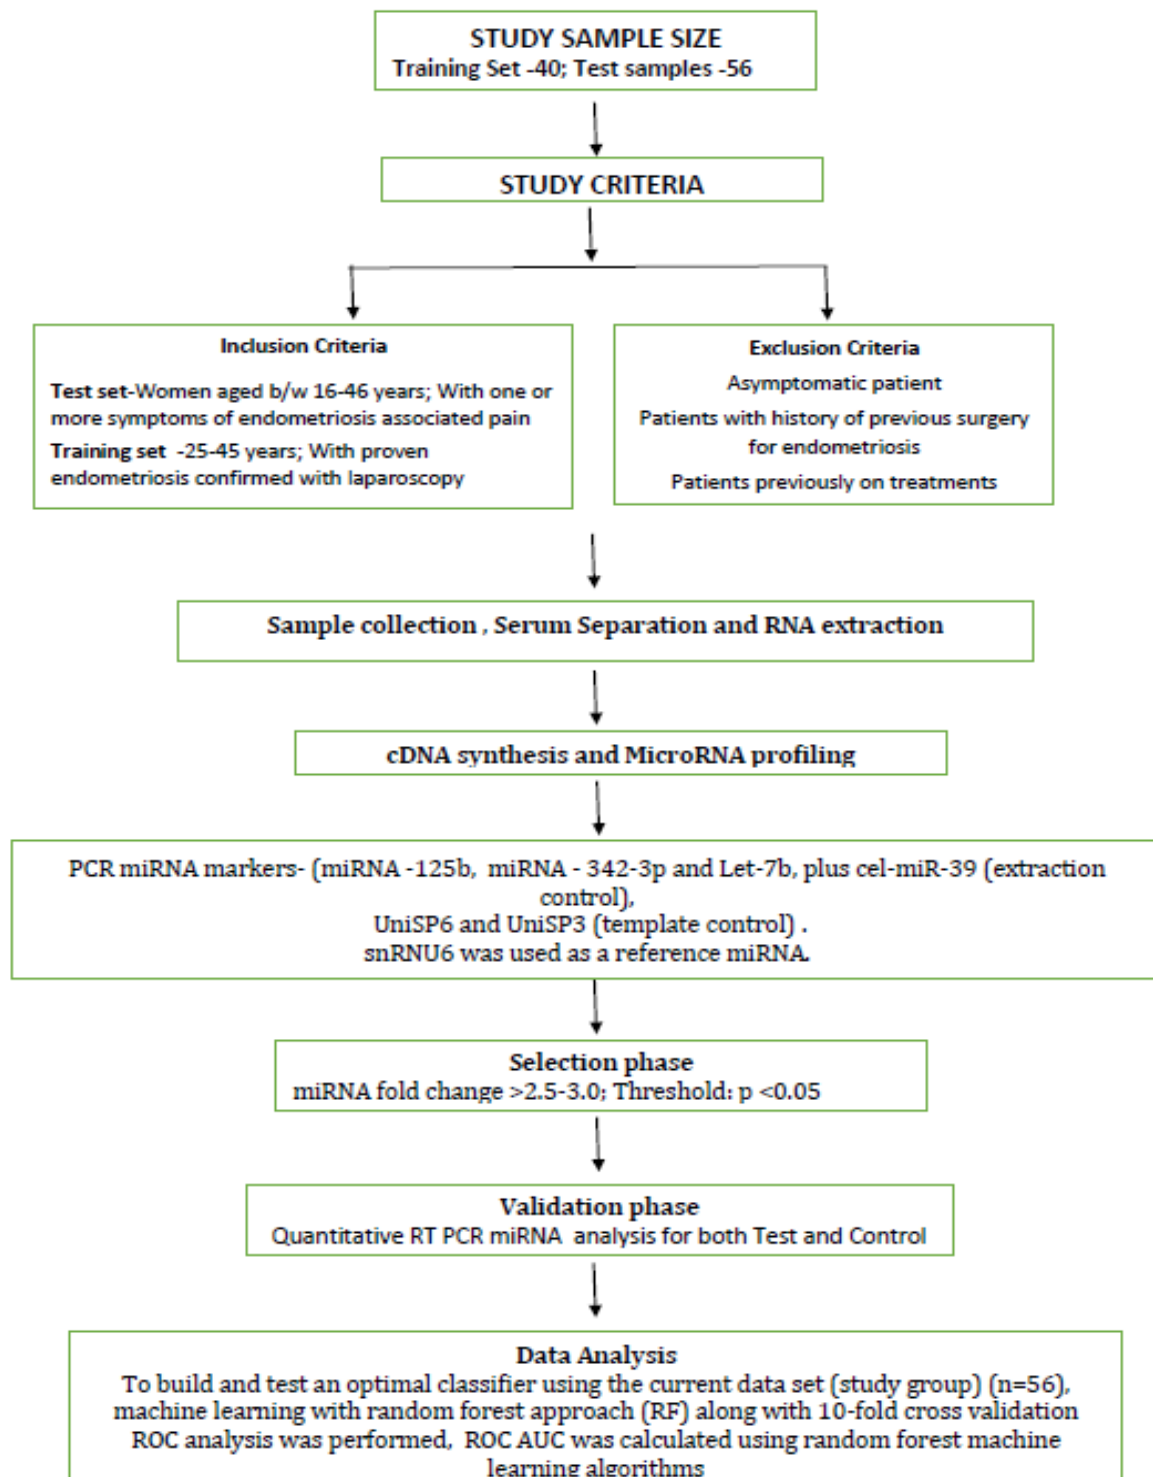 STUDY SAMPLE SIZE
Training Set -40; Test samples -56
STUDY CRITERIA
Inclusion Criteria
Test set-Women aged b/w 16-46 years; With one or
more symptoms of endometriosis associated pain
Training set -25-45 years; With proven
endometriosis confirmed with laparoscopy
Exclusion Criteria
Asymptomatic patient
Patients with history of previous surgery
for endometriosis
Patients previously on treatments
Sample collection , Serum Separation and RNA extraction
cDNA synthesis and MicroRNA profiling
PCR miRNA markers- (miRNA -125b, miRNA - 342-3p and Let-7b, plus cel-miR-39 (extraction
control),
UniSP6 and UniSP3 (template control) .
snRNU6 was used as a reference miRNA.
Selection phase
miRNA fold change >2.5-3.0; Threshold: p <0.05
Validation phase
Quantitative RT PCR miRNA analysis for both Test and Control
Data Analysis
To build and test an optimal classifier using the current data set (study group) (n=56),
machine learning with random forest approach (RF) along with 10-fold cross validation
ROC analysis was performed, ROC AUC was calculated using random forest machine
learning algorithms